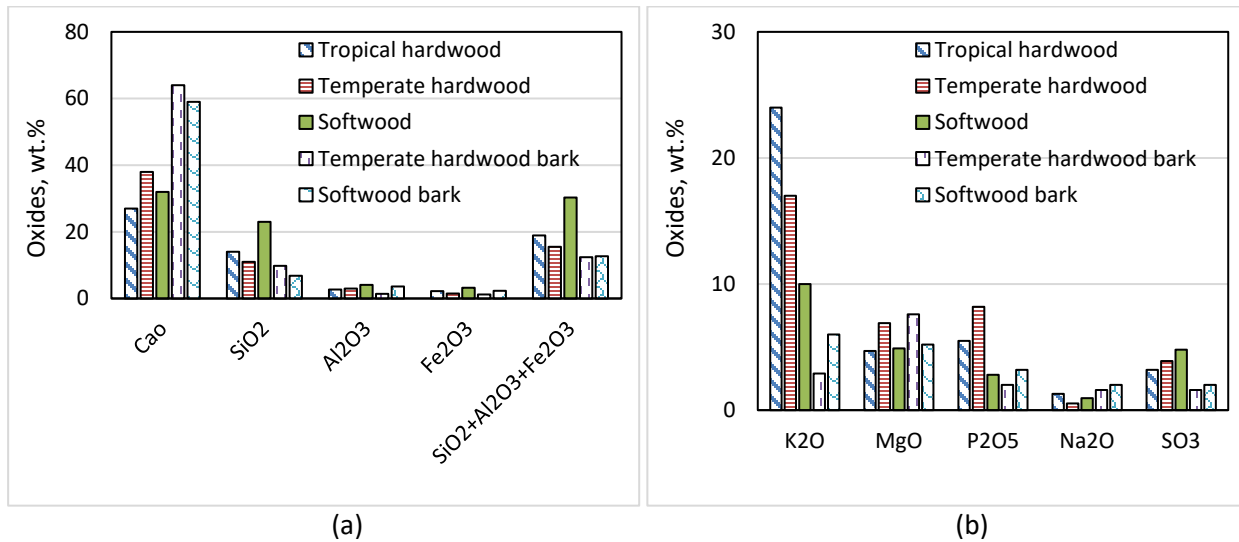 80
60
40
20
0
Oxides, wt.%
Tropical hardwood
Temperate hardwood
Softwood
Temperate hardwood bark
Softwood bark
Cao
SiO2
Al2O3
Fe2O3
SiO2+Al2O3+Fe2O3
(a)
30
20
10
0
Oxides, wt.%
Tropical hardwood
Temperate hardwood
Softwood
Temperate hardwood bark
Softwood bark
K2O MgO P2O5 Na2O SO3
(b)